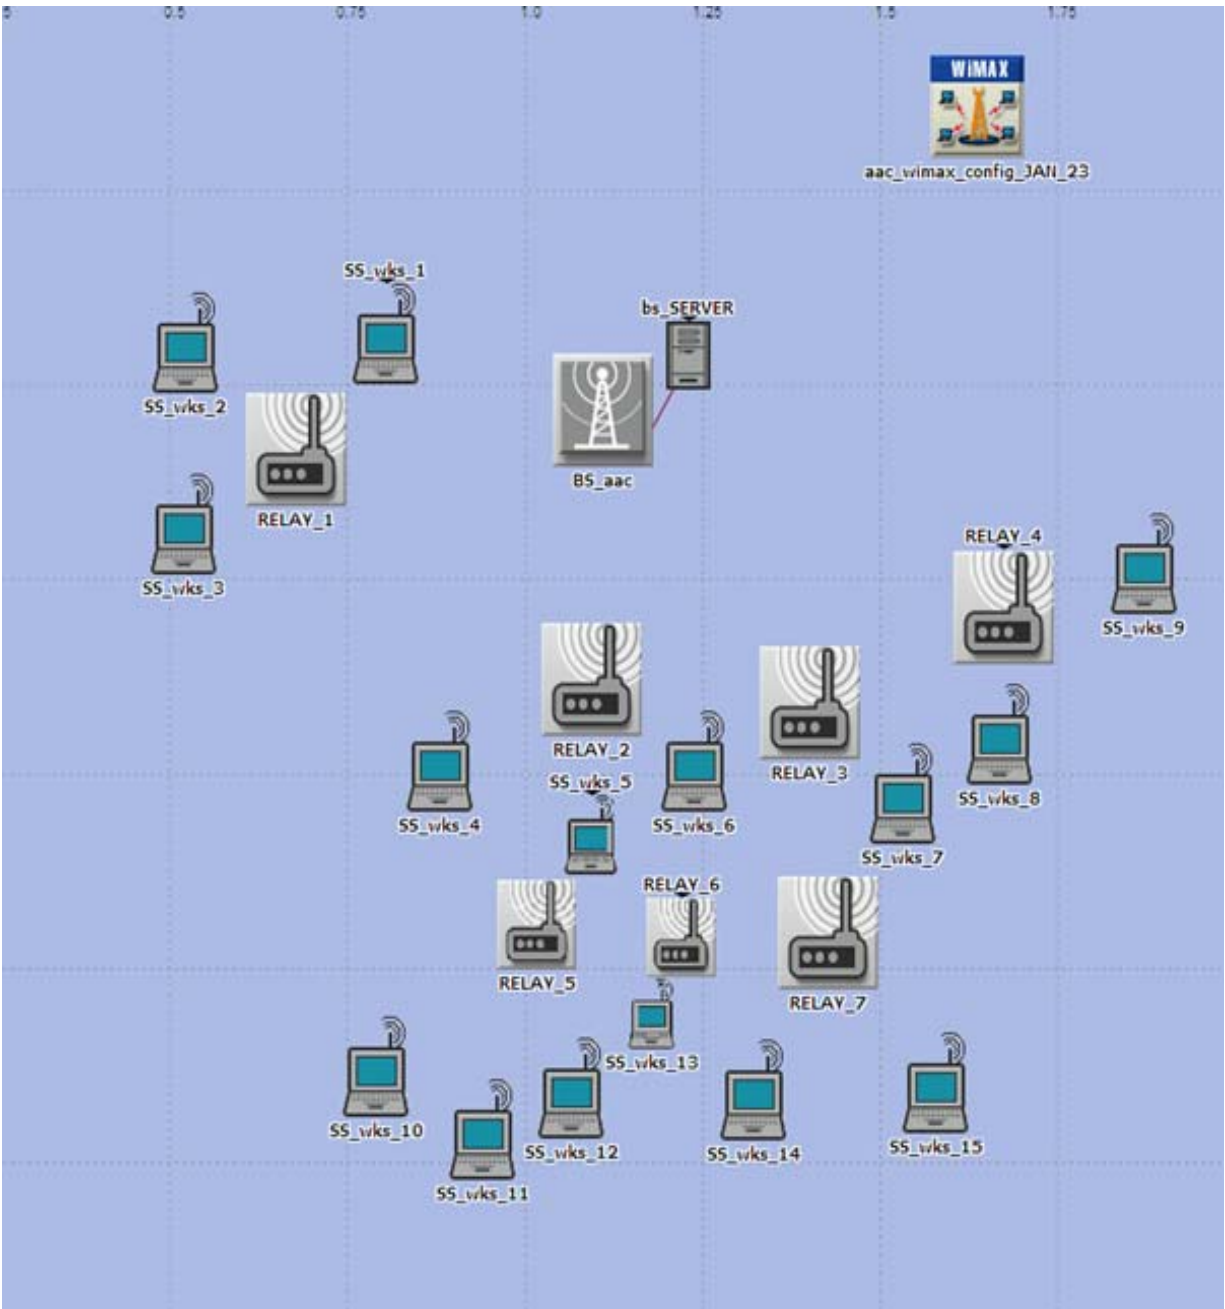 0.5
0.75
1.0
1.25
1.5
1.75
WiMAX
aac_wimax_config_JAN_23
SS_wks_1
bs_SERVER
SS_wks_2
BS_aac
RELAY_1
RELAY_4
SS_wks_3
SS_wks_9
RELAY_2
RELAY_3
SS_wks_5
SS_wks_8
SS_wks_4
SS_wks_6
SS_wks_7
RELAY_6
RELAY_5
RELAY_7
SS_wks_13
SS_wks_10
SS_wks_12
SS_wks_14
SS_wks_15
SS_wks_11